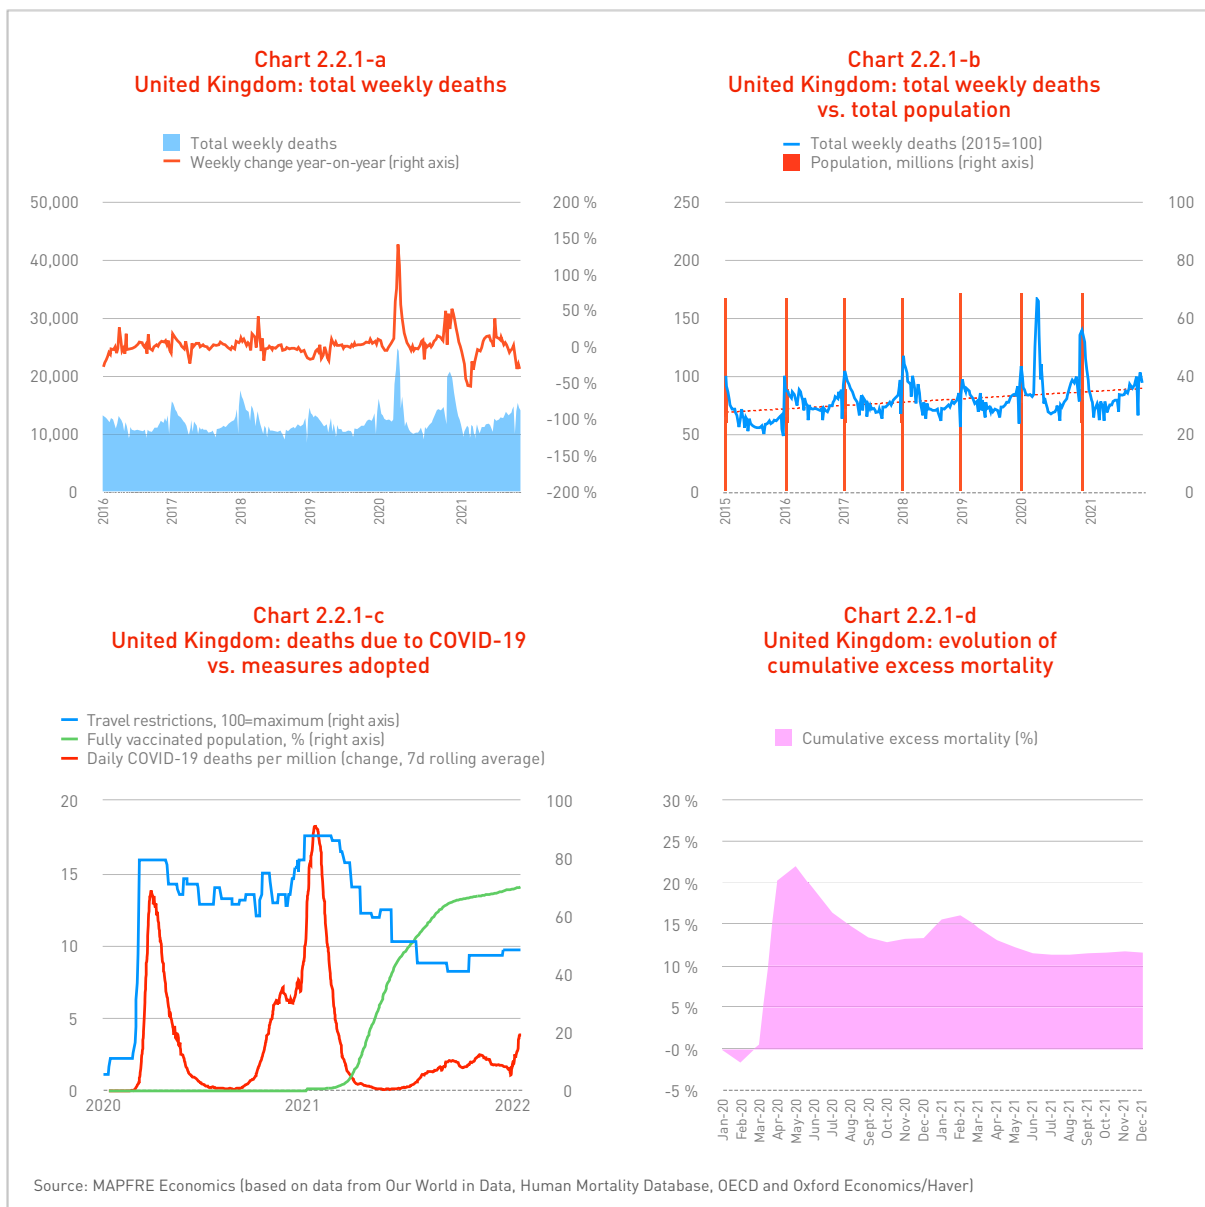 Chart 2.2.1-a
United Kingdom: total weekly deaths
Total weekly deaths
Weekly change year-on-year (right axis)
50,000
40,000
30,000
20,000
10,000
0
200 %
150 %
100 %
50 %
0 %
-50 %
-100 %
-150 %
-200 %
2016
2017
2018
2019
2020
2021
Chart 2.2.1-b
United Kingdom: total weekly deaths
vs. total population
Total weekly deaths (2015=100)
Population, millions (right axis)
250
200
150
100
50
0
100
80
60
40
20
0
2015
2016
2017
2018
2019
2020
2021
Chart 2.2.1-c
United Kingdom: deaths due to COVID-19
vs. measures adopted
Travel restrictions, 100=maximum (right axis)
Fully vaccinated population, % (right axis)
Daily COVID-19 deaths per million (change, 7d rolling average)
20
15
10
5
0
100
80
60
40
20
0
2020
2021
2022
Chart 2.2.1-d
United Kingdom: evolution of
cumulative excess mortality
Cumulative excess mortality (%)
30 %
25 %
20 %
15 %
10 %
5 %
-0 %
-5 %
Jan-20
Feb-20
Mar-20
Apr-20
May-20
Jun-20
Jul-20
Aug-20
Sept-20
Oct-20
Nov-20
Dec-20
Jan-21
Feb-21
Mar-21
Apr-21
May-21
Jun-21
Jul-21
Aug-21
Sept-21
Oct-21
Nov-21
Dec-21
Source: MAPFRE Economics (based on data from Our World in Data, Human Mortality Database, OECD and Oxford Economics/Haver)